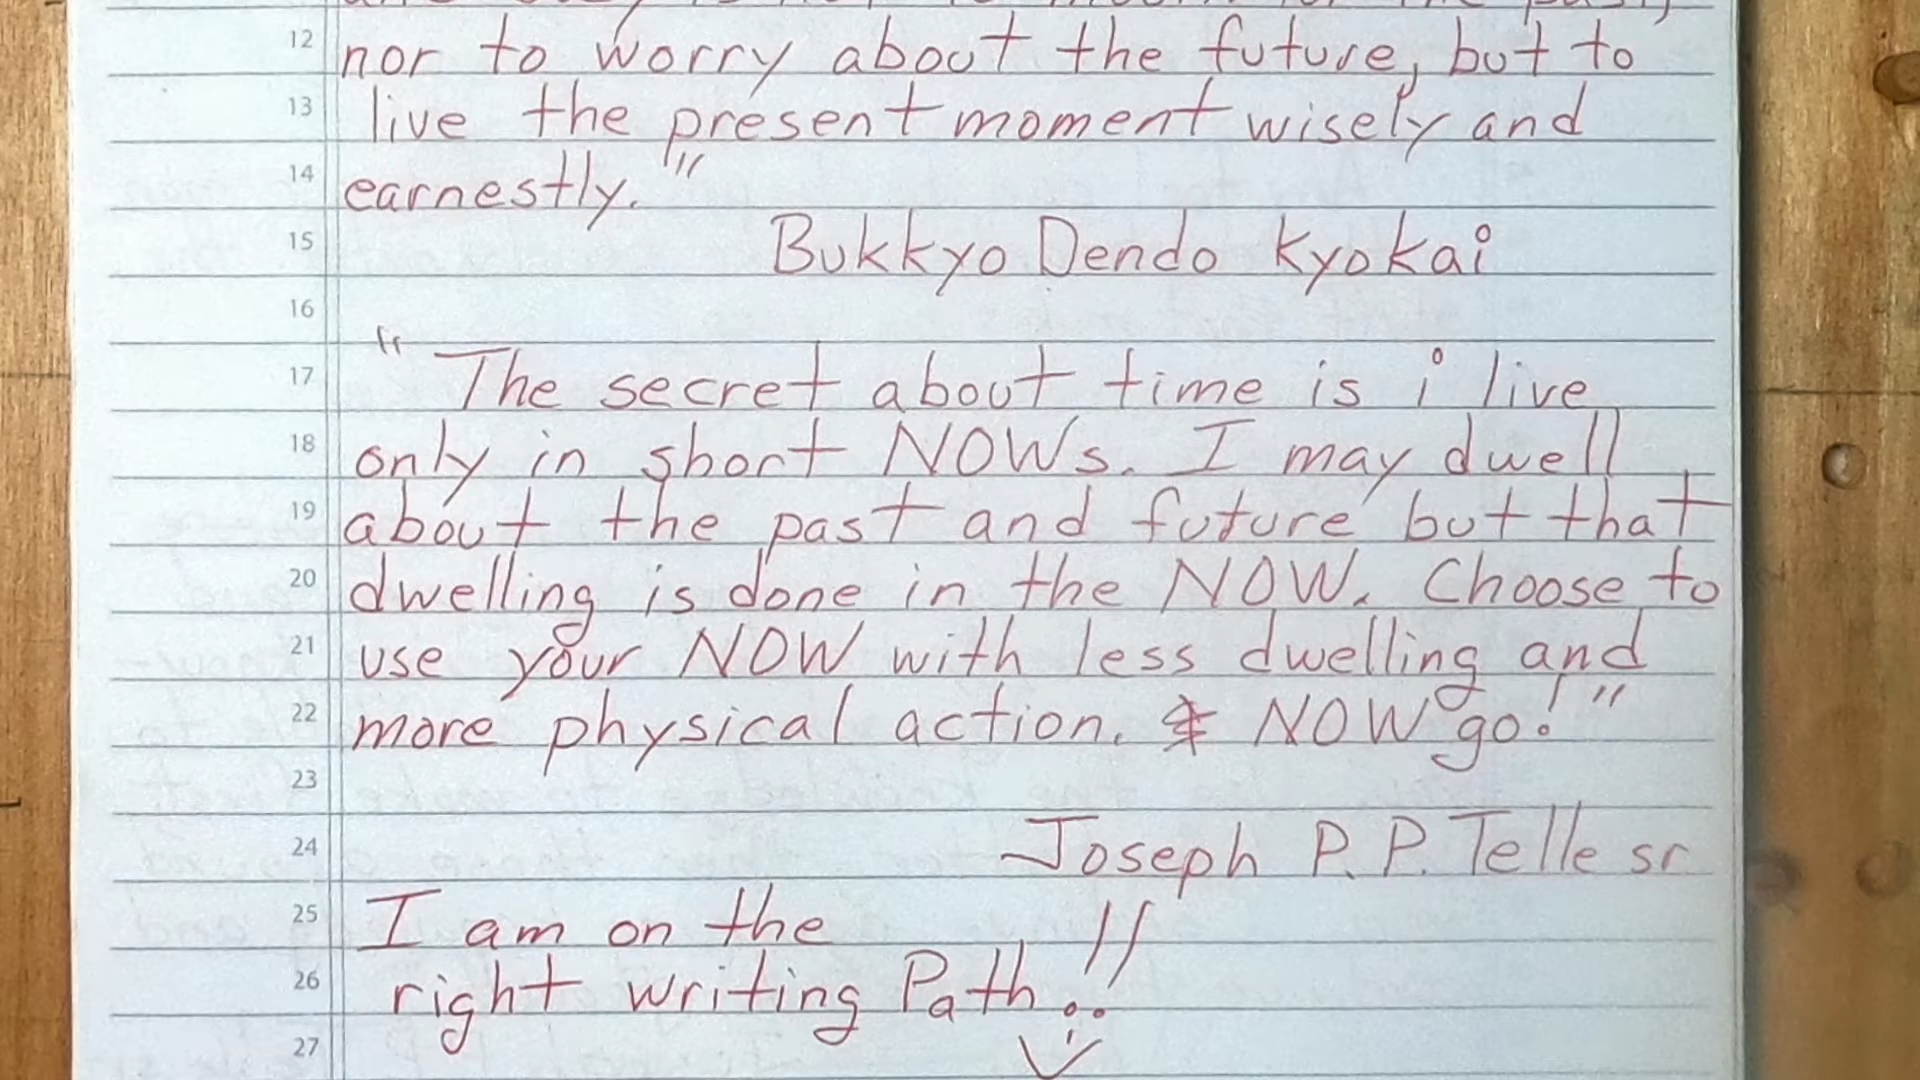 12 nor to worry about the future, but to
13 live the present moment wisely and
14 earnestly."
15 Bukkyo Dendo Kyokai
16
17 "The secret about time is i live
18 only in short NOWs. I may dwell
19 about the past and future but that
20 dwelling is done in the NOW. Choose to
21 use your NOW with less dwelling and
22 more physical action. & NOW go!"
23
24 Joseph P. P. Telle sr
25 I am on the
26 right writing Path!!
27